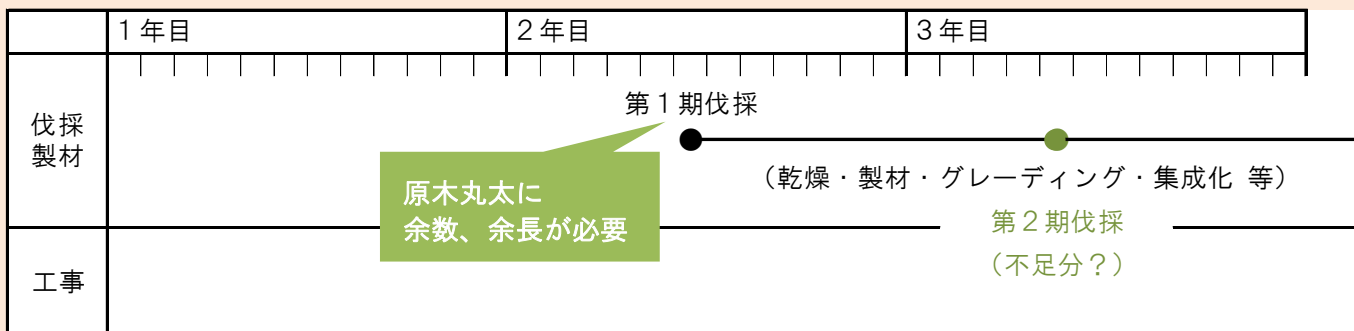 1年目
2年目
3年目
伐採
製材
第1期伐採
原木丸太に
余数、余長が必要
（乾燥・製材・グレーディング・集成化 等）
第2期伐採
（不足分？）
工事